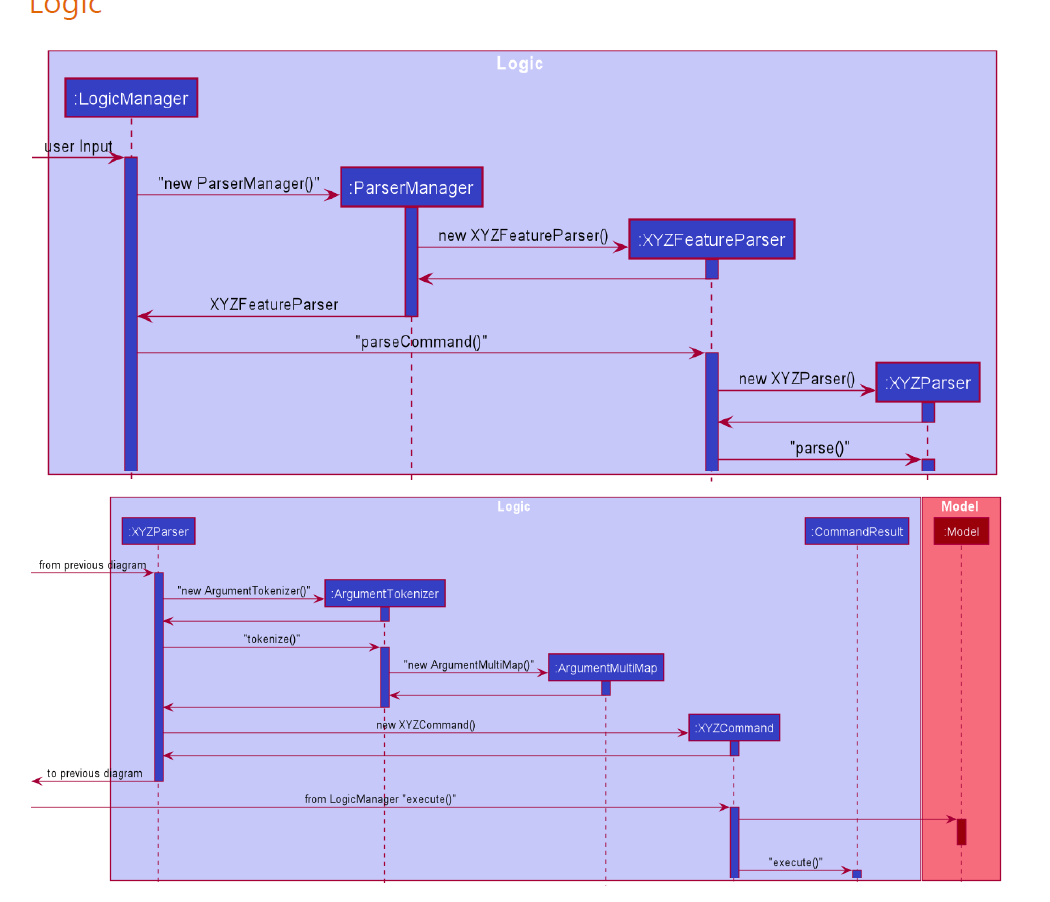 Logic
Logic
:LogicManager
user Input
"new ParserManager()"
:ParserManager
new XYZFeatureParser()
:XYZFeatureParser
XYZFeatureParser
"parseCommand()"
new XYZParser()
:XYZParser
"parse()"
Logic
Model
:XYZParser
:CommandResult
:Model
from previous diagram
"new ArgumentTokenizer()"
:ArgumentTokenizer
"tokenize()"
"new ArgumentMultiMap()"
:ArgumentMultiMap
new XYZCommand()
:XYZCommand
to previous diagram
from LogicManager "execute()"
"execute()"